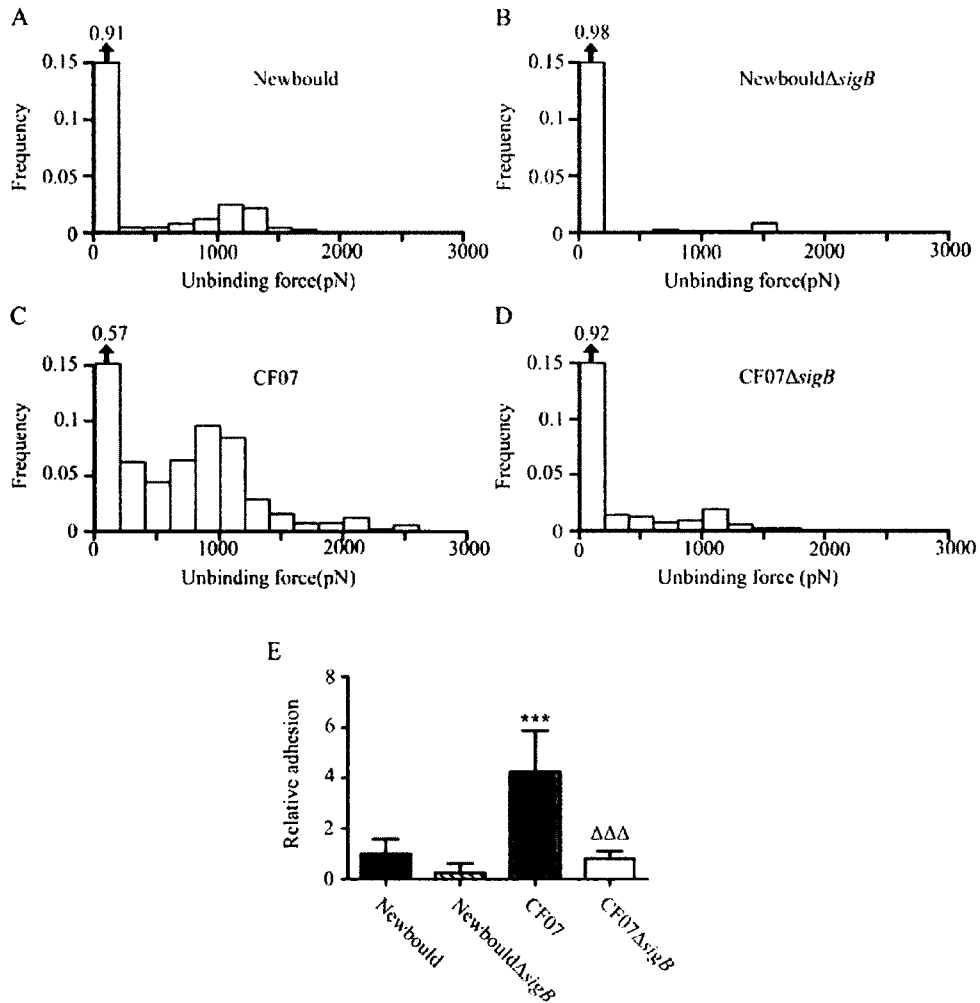 A
0.91
0.15
0.1
0.05
0
Frequency
Newbould
0 1000 2000 3000
Unbinding force(pN)
B
0.98
0.15
0.1
0.05
0
Frequency
NewbouldΔsigB
0 1000 2000 3000
Unbinding force(pN)
C
0.57
0.15
0.1
0.05
0
Frequency
CF07
0 1000 2000 3000
Unbinding force(pN)
D
0.92
0.15
0.1
0.05
0
Frequency
CF07ΔsigB
0 1000 2000 3000
Unbinding force (pN)
E
8
6
4
2
0
Relative adhesion
***
ΔΔΔ
Newbould
NewbouldΔsigB
CF07
CF07ΔsigB